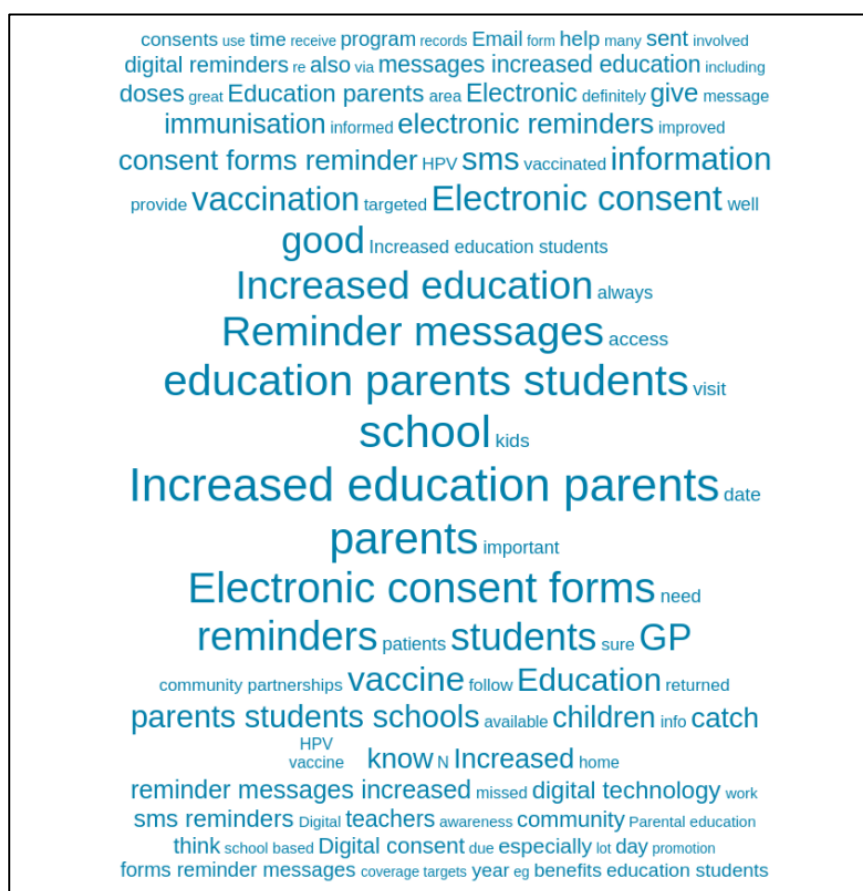 consents use time receive program records Email form help many sent involved
digital reminders re also via messages increased education including
doses great Education parents area Electronic definitely give message
immunisation informed electronic reminders improved
consent forms reminder HPV sms vaccinated information
provide vaccination targeted Electronic consent well
good Increased education students
Increased education always
Reminder messages access
education parents students visit
school kids
Increased education parents date
parents important
Electronic consent forms need
reminders patients students sure GP
community partnerships vaccine follow Education returned
parents students schools available children info catch
HPV
vaccine know N Increased home
reminder messages increased missed digital technology work
sms reminders Digital teachers awareness community Parental education
think school based Digital consent due especially lot day promotion
forms reminder messages coverage targets year eg benefits education students